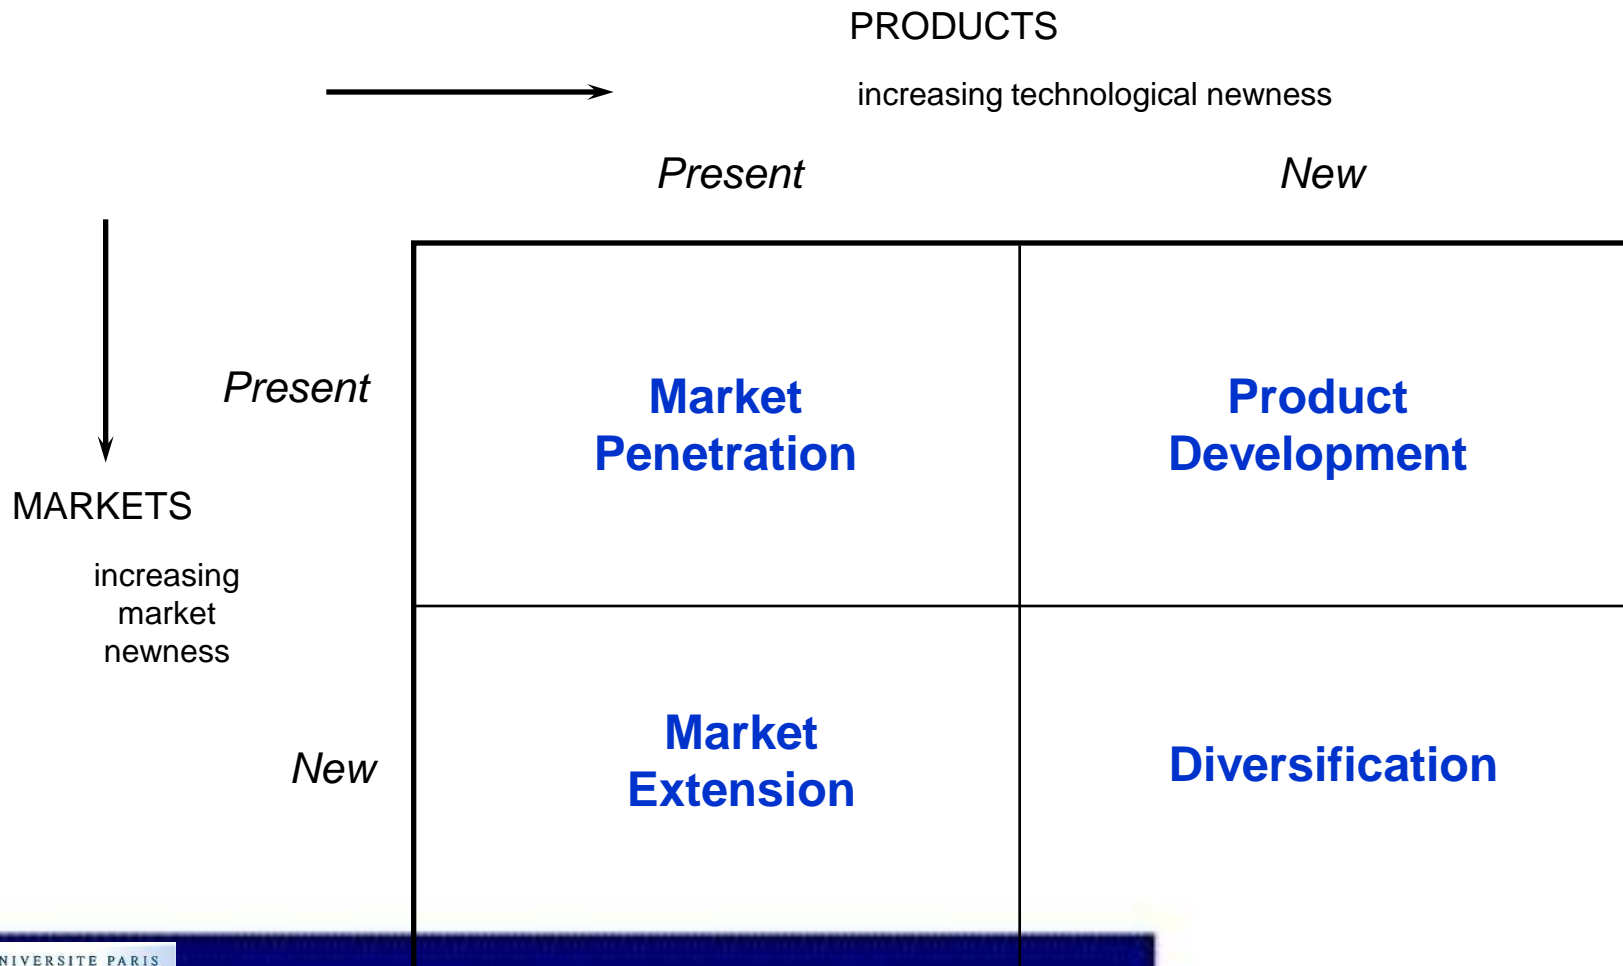 PRODUCTS
increasing technological newness
Present
New
Present
Market
Penetration
Product
Development
MARKETS
increasing
market
newness
New
Market
Extension
Diversification
NIVERSITE PARIS